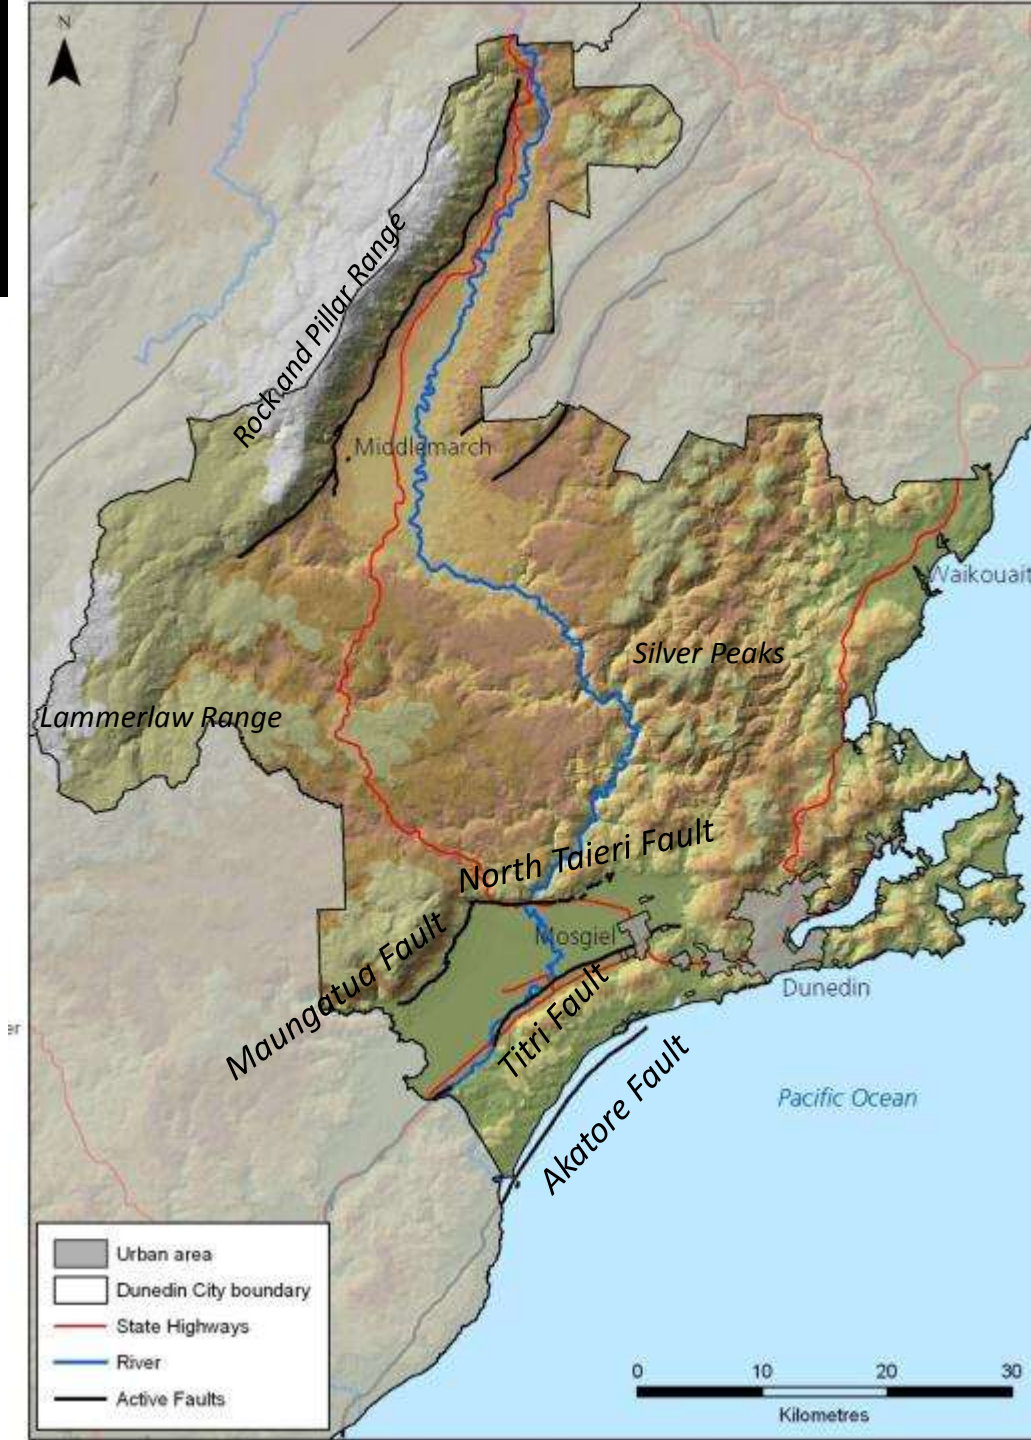 N
Rock and Pillar Range
Middlemarch
Waikouait
Silver Peaks
Lammerlaw Range
North Taieri Fault
Mosgiel
Maungatua Fault
Titri Fault
Dunedin
er
Akatore Fault
Pacific Ocean
Urban area
Dunedin City boundary
State Highways
River
Active Faults
0 10 20 30
Kilometres